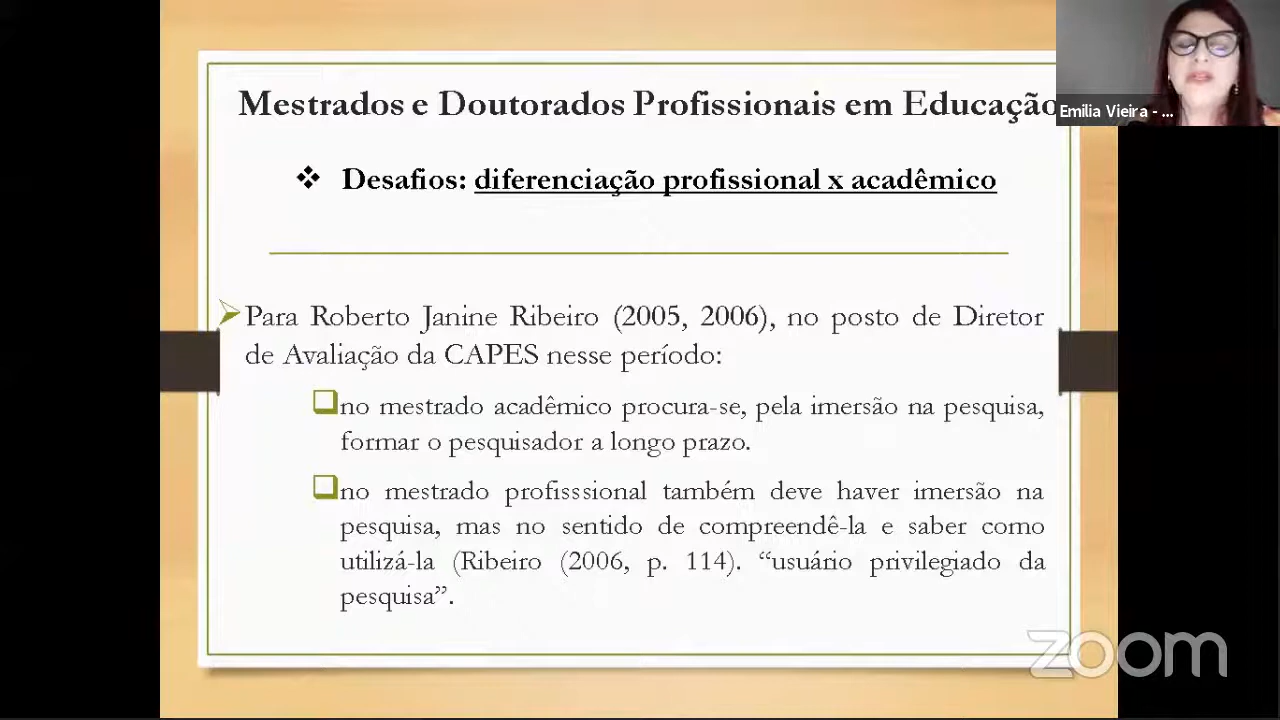 Mestrados e Doutorados Profissionais em Educação
Emilia Vieira - ...
❖ Desafios: diferenciação profissional x acadêmico
Para Roberto Janine Ribeiro (2005, 2006), no posto de Diretor
de Avaliação da CAPES nesse período:
no mestrado acadêmico procura-se, pela imersão na pesquisa,
formar o pesquisador a longo prazo.
no mestrado profisssional também deve haver imersão na
pesquisa, mas no sentido de compreendê-la e saber como
utilizá-la (Ribeiro (2006, p. 114). “usuário privilegiado da
pesquisa”.
zoom